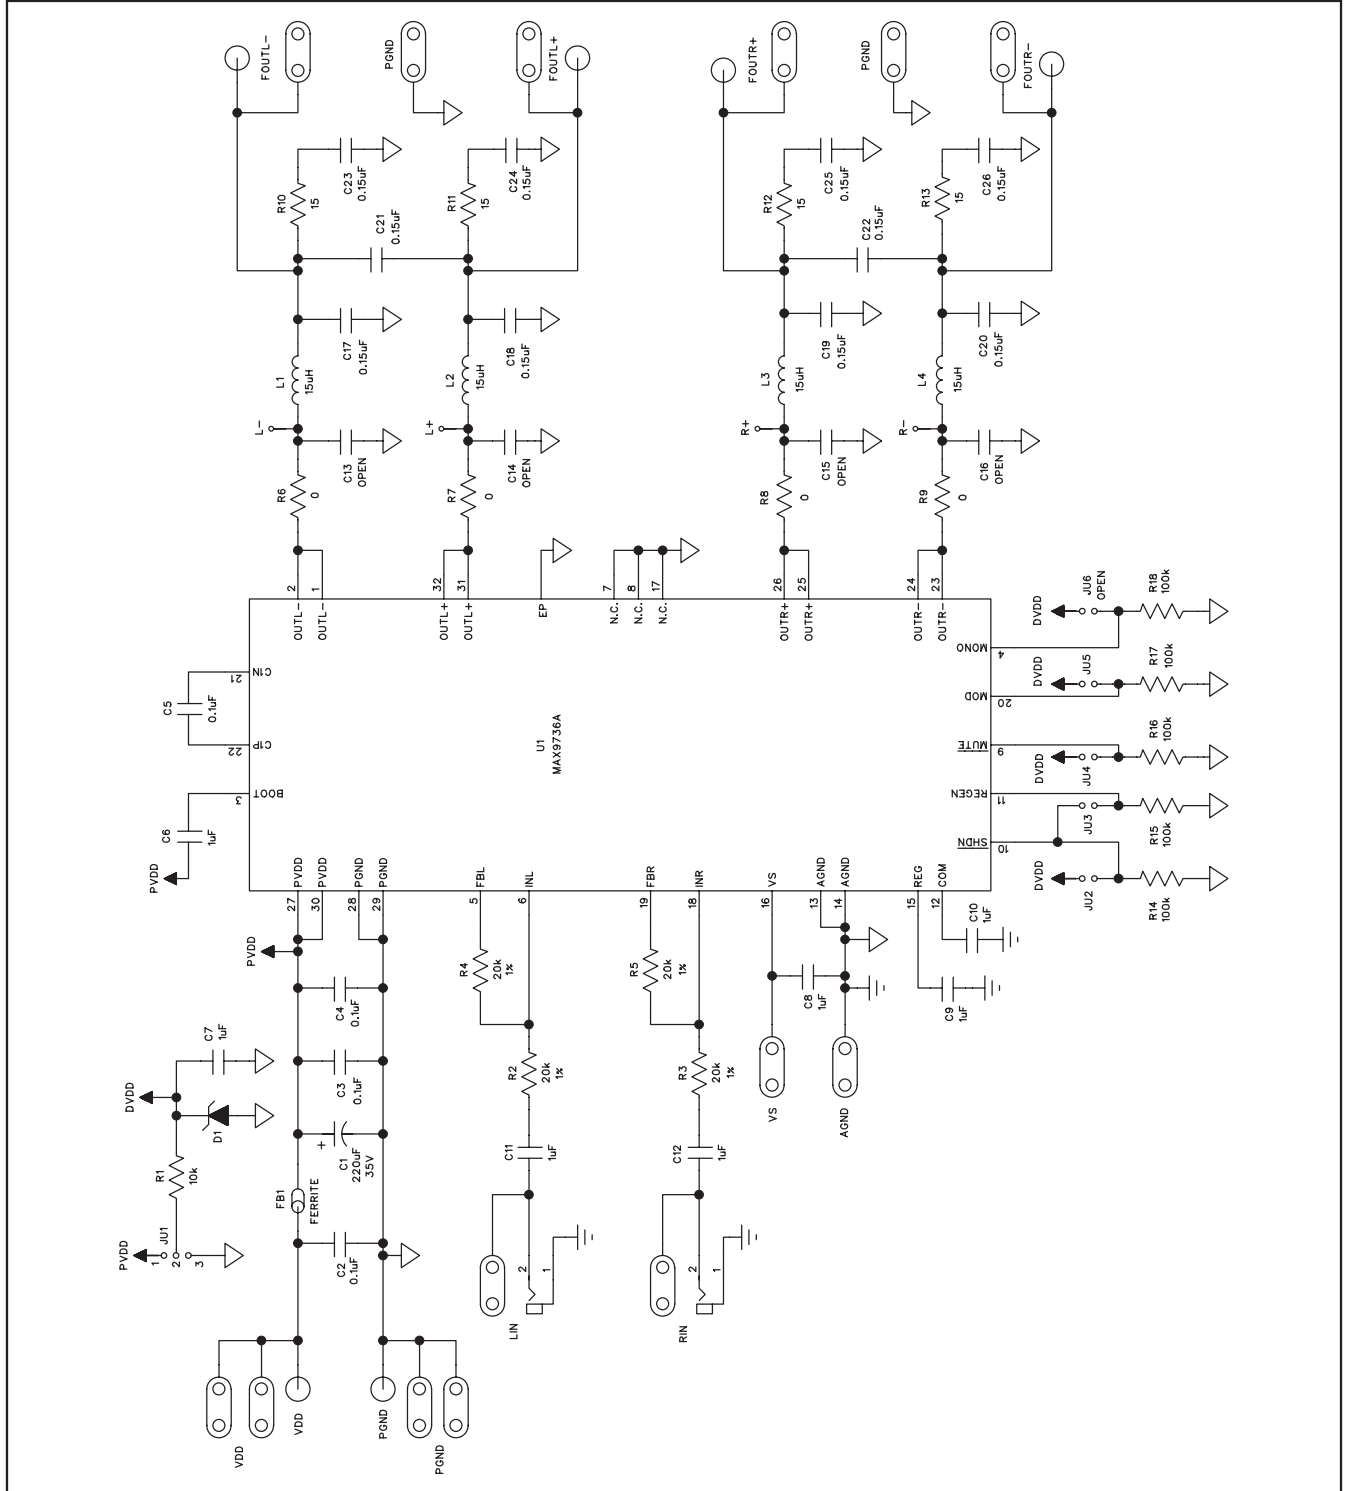 FOUTL-
PGND
FOUTL+
FOUTR+
PGND
FOUTR-
R10
15
C23
0.15uF
R11
15
C24
0.15uF
R12
15
C25
0.15uF
R13
15
C26
0.15uF
C21
0.15uF
C22
0.15uF
L1
15uH
C17
0.15uF
L2
15uH
C18
0.15uF
L3
15uH
C19
0.15uF
L4
15uH
C20
0.15uF
L-
L+
R+
R-
R6
0
C13
OPEN
R7
0
C14
OPEN
R8
0
C15
OPEN
R9
0
C16
OPEN
2
1
32
31
7
8
17
26
25
24
23
OUTL-
OUTL-
OUTL+
OUTL+
EP
N.C.
N.C.
N.C.
OUTR+
OUTR+
OUTR-
OUTR-
C5
0.1uF
21
C1N
22
C1P
C6
1uF
PVDD
3
BOOT
U1
MAX9736A
MONO
4
MOD
20
MUTE
9
REGEN
11
SHDN
10
DVDD
JU6
OPEN
R18
100k
DVDD
JU5
R17
100k
DVDD
JU4
R16
100k
JU3
R15
100k
DVDD
JU2
R14
100k
PVDD
PVDD
PGND
PGND
FBL
INL
FBR
INR
VS
AGND
AGND
REG
COM
27
30
28
29
5
6
19
18
16
13
14
15
12
PVDD
C4
0.1uF
C3
0.1uF
C1
220uF
35V
+
FB1
FERRITE
C2
0.1uF
C7
1uF
DVDD
D1
R1
10k
JU1
PVDD
1
2
3
R4
20k
1%
R2
20k
1%
C11
1uF
2
1
LIN
R5
20k
1%
R3
20k
1%
C12
1uF
2
1
RIN
C8
1uF
VS
AGND
C9
1uF
C10
1uF
VDD
VDD
PGND
PGND